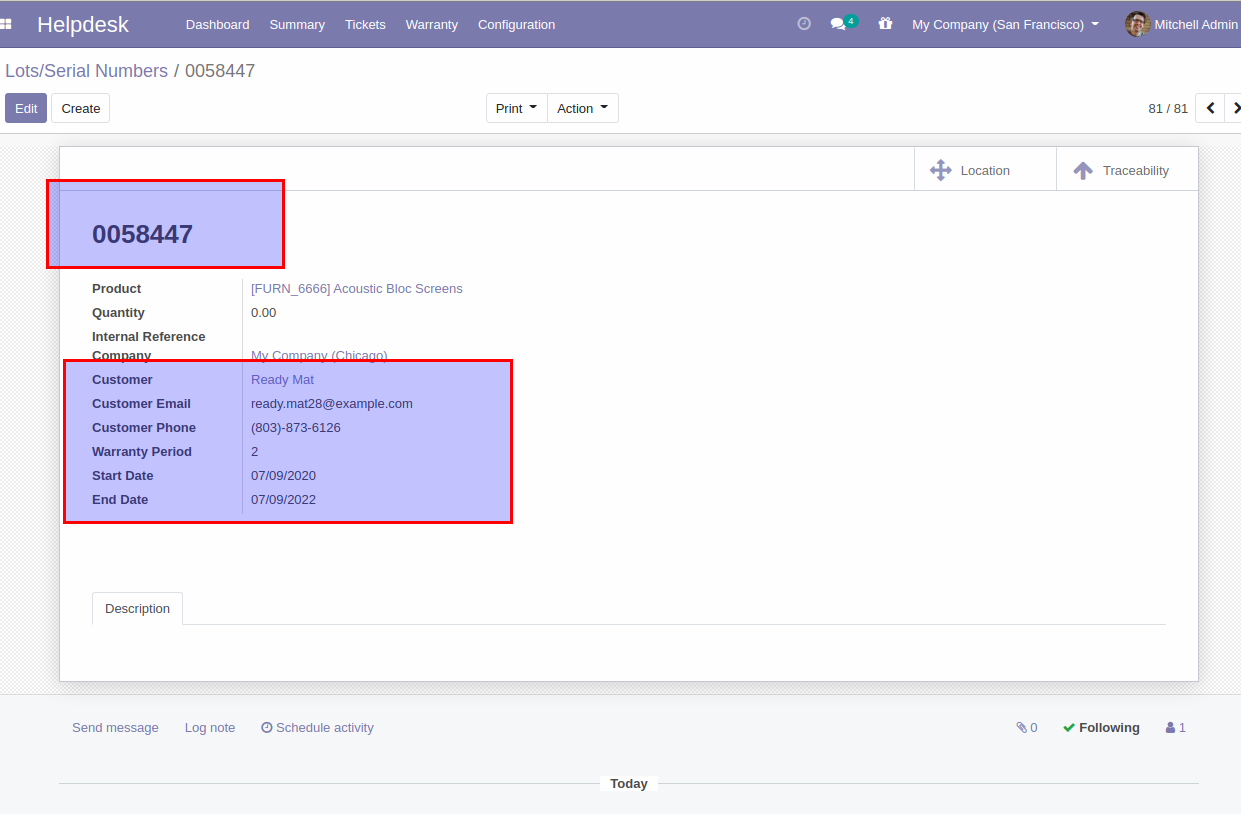 Helpdesk Dashboard Summary Tickets Warranty Configuration 4 My Company (San Francisco) Mitchell Admin
Lots/Serial Numbers / 0058447
Edit Create Print Action 81 / 81
Location Traceability
0058447
Product [FURN_6666] Acoustic Bloc Screens
Quantity 0.00
Internal Reference
Company My Company (Chicago)
Customer Ready Mat
Customer Email ready.mat28@example.com
Customer Phone (803)-873-6126
Warranty Period 2
Start Date 07/09/2020
End Date 07/09/2022
Description
Send message Log note Schedule activity 0 Following 1
Today